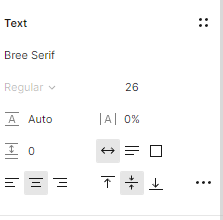 Text
Bree Serif
Regular 26
A Auto |A| 0%
0